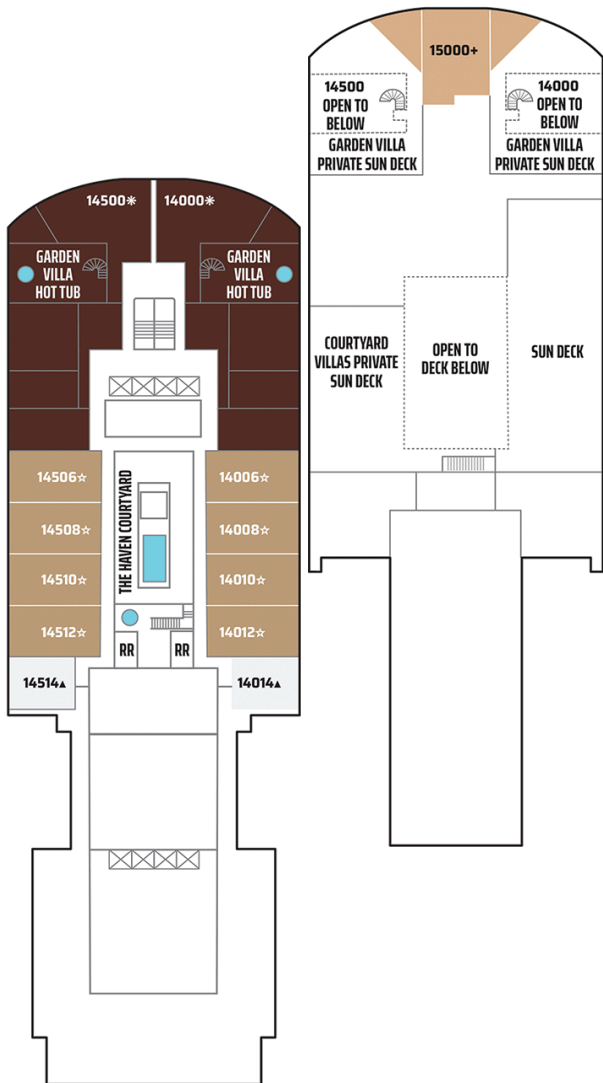 15000+
14500
OPEN TO
BELOW
14000
OPEN TO
BELOW
GARDEN VILLA
PRIVATE SUN DECK
GARDEN VILLA
PRIVATE SUN DECK
14500✳
14000✳
GARDEN
VILLA
HOT TUB
GARDEN
VILLA
HOT TUB
COURTYARD
VILLAS PRIVATE
SUN DECK
OPEN TO
DECK BELOW
SUN DECK
14506☆
14006☆
14508☆
14008☆
THE HAVEN COURTYARD
14510☆
14010☆
14512☆
14012☆
RR
RR
14514▲
14014▲